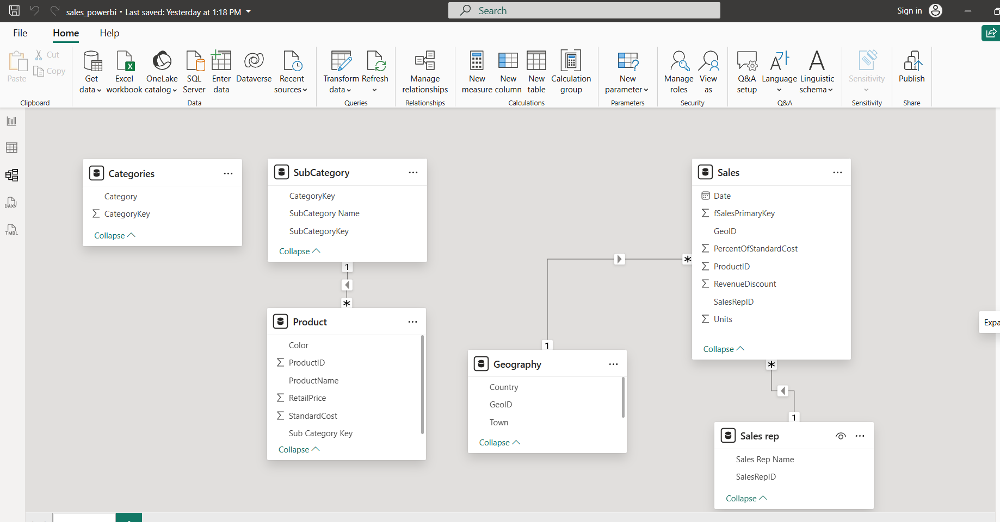 sales_powerbi • Last saved: Yesterday at 1:18 PM
Search
Sign in
File
Home
Help
Paste
Cut
Copy
Clipboard
Get data
Excel workbook
OneLake catalog
SQL Server
Enter data
Dataverse
Recent sources
Data
Transform data
Refresh
Queries
Manage relationships
Relationships
New measure
New column
New table
Calculation group
Calculations
New parameter
Parameters
Manage roles
View as
Security
Q&A setup
Language
Linguistic schema
Q&A
Sensitivity
Sensitivity
Publish
Share
DAX
TMDL
Categories
Category
CategoryKey
Collapse
SubCategory
CategoryKey
SubCategory Name
SubCategoryKey
Collapse
1
*
Product
Color
ProductID
ProductName
RetailPrice
StandardCost
Sub Category Key
Collapse
1
*
Geography
Country
GeoID
Town
Collapse
Sales
Date
fSalesPrimaryKey
GeoID
PercentOfStandardCost
ProductID
RevenueDiscount
SalesRepID
Units
Collapse
*
1
Sales rep
Sales Rep Name
SalesRepID
Collapse
Expa